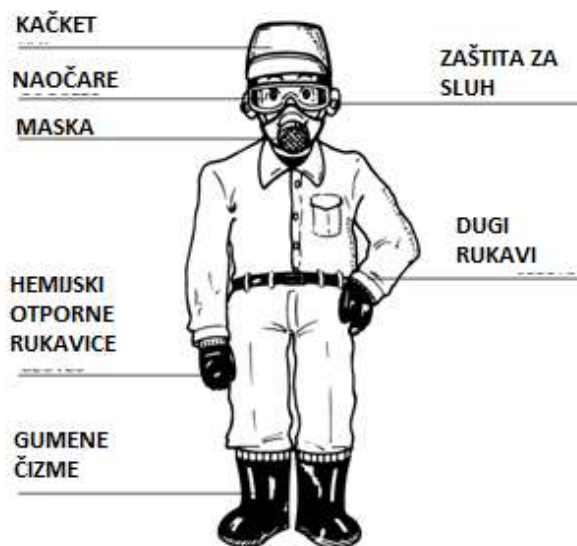 KAČKET
NAOČARE
MASKA
ZAŠTITA ZA
SLUH
DUGI
RUKAVI
HEMIJSKI
OTPORNE
RUKAVICE
GUMENE
ČIZME